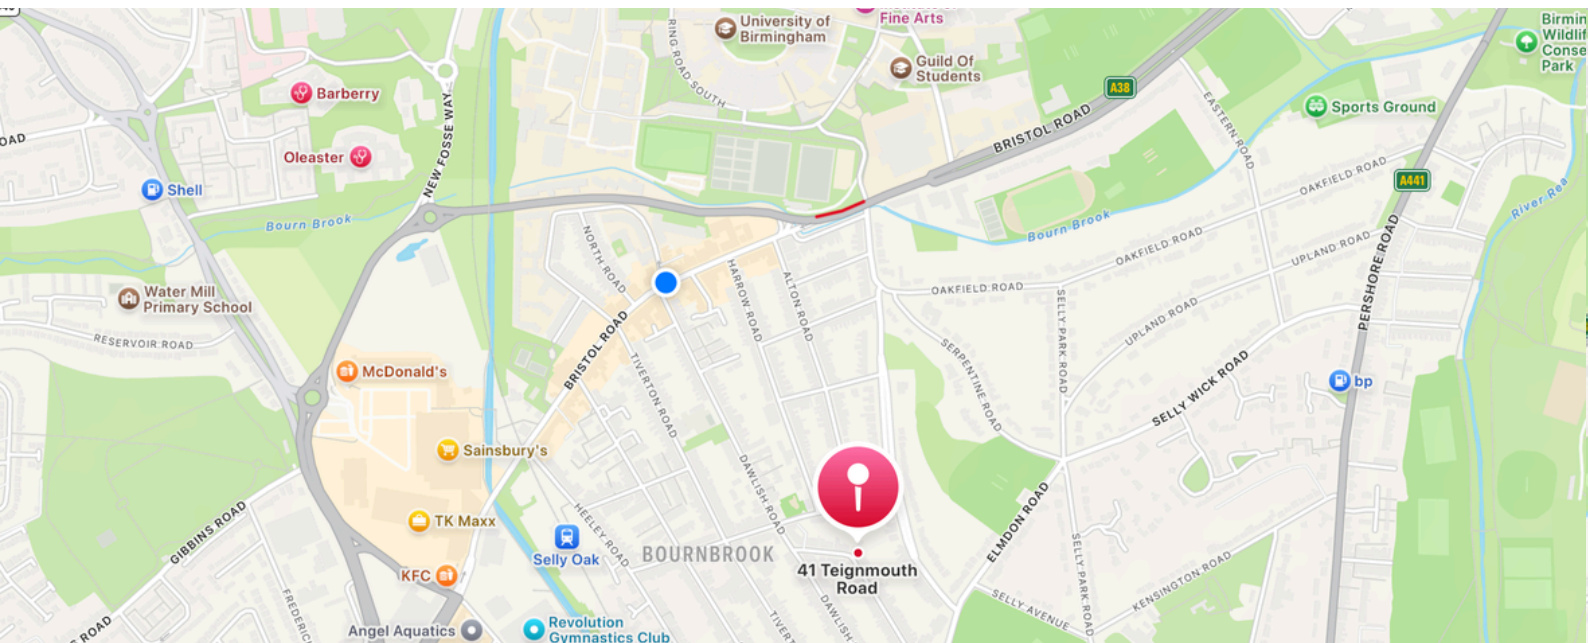 Fine Arts
University of
Birmingham
Guild Of
Students
RING ROAD SOUTH
Birmin
Wildlif
Conse
Park
A38
BRISTOL ROAD
Sports Ground
EASTERN ROAD
Barberry
Oleaster
NEW FOSSE WAY
OAD
Shell
Bourn Brook
OAKFIELD ROAD
A441
River Rea
Bourn Brook
OAKFIELD ROAD
UPLAND ROAD
PERSHORE ROAD
NORTH ROAD
HARROW ROAD
ALTON ROAD
OAKFIELD ROAD
SELLY PARK ROAD
UPLAND ROAD
Water Mill
Primary School
RESERVOIR ROAD
BRISTOL ROAD
TIVERTON ROAD
SERPENTINE ROAD
SELLY WICK ROAD
bp
McDonald's
Sainsbury's
TK Maxx
GIBBINS ROAD
KFC
Selly Oak
HEELEY ROAD
BOURNBROOK
DAWLISH ROAD
41 Teignmouth
Road
ELMDON ROAD
SELLY PARK ROAD
KENSINGTON ROAD
SELLY AVENUE
ROAD
FREDERIC
Angel Aquatics
Revolution
Gymnastics Club
TIVERT
DAWLISH